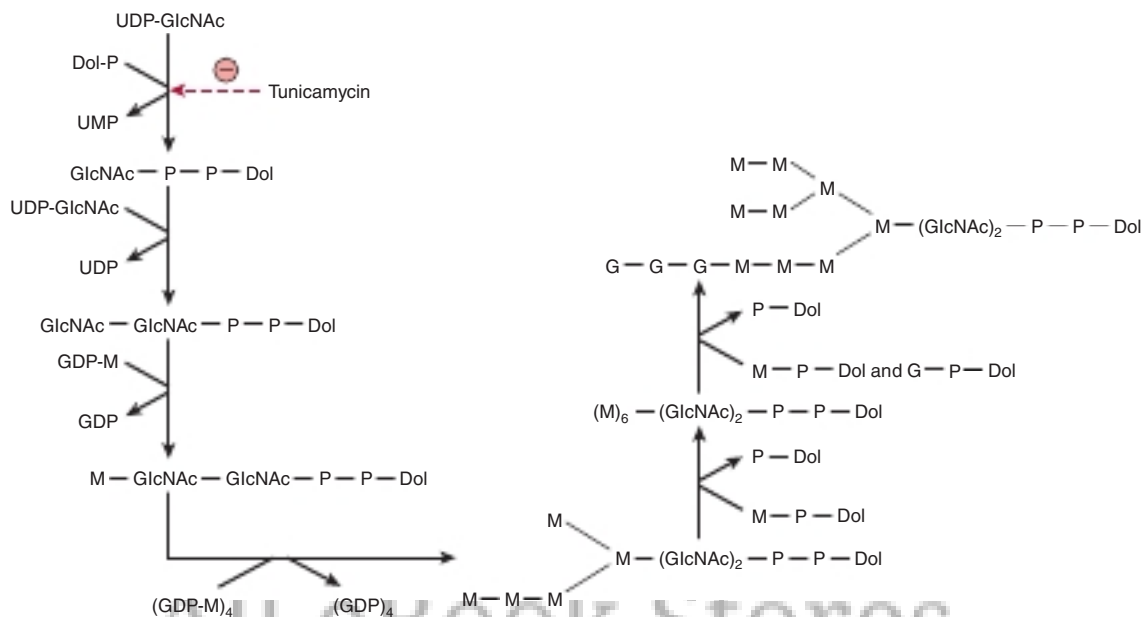 UDP-GlcNAc
Dol-P
Tunicamycin
UMP
GlcNAc — P — P — Dol
UDP-GlcNAc
UDP
GlcNAc — GlcNAc — P — P — Dol
GDP-M
GDP
M — GlcNAc — GlcNAc — P — P — Dol
(GDP-M)4
(GDP)4
M
M — (GlcNAc)2 — P — P — Dol
M — M — M
P — Dol
M — P — Dol
(M)6 — (GlcNAc)2 — P — P — Dol
P — Dol
M — P — Dol and G — P — Dol
M — M
M
M — M
M — (GlcNAc)2 — P — P — Dol
G — G — G — M — M — M